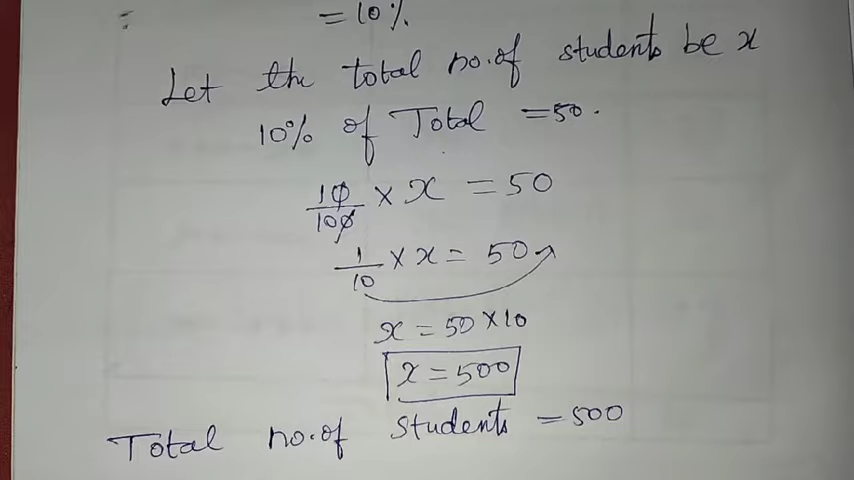 = 10%
Let the total no.of students be x
10% of Total = 50.
10/100 × x = 50
1/10 × x = 50
x = 50 × 10
x = 500
Total no.of students = 500